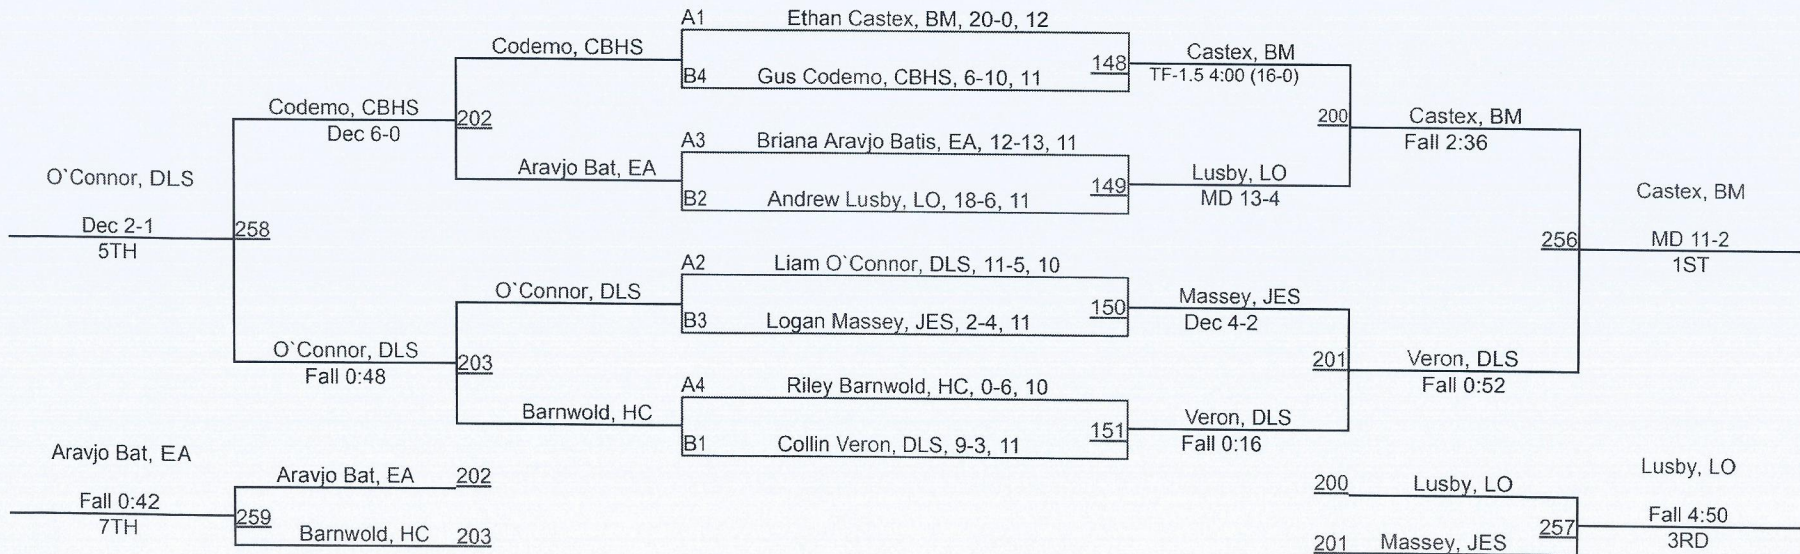 A1 Ethan Castex, BM, 20-0, 12
Codemo, CBHS
148
Castex, BM
B4 Gus Codemo, CBHS, 6-10, 11
TF-1.5 4:00 (16-0)
Codemo, CBHS
202
200
Castex, BM
Dec 6-0
Fall 2:36
A3 Briana Aravjo Batis, EA, 12-13, 11
Aravjo Bat, EA
149
Lusby, LO
B2 Andrew Lusby, LO, 18-6, 11
MD 13-4
O`Connor, DLS
Castex, BM
Dec 2-1
258
256
MD 11-2
5TH
1ST
A2 Liam O`Connor, DLS, 11-5, 10
O`Connor, DLS
150
Massey, JES
B3 Logan Massey, JES, 2-4, 11
Dec 4-2
O`Connor, DLS
203
201
Veron, DLS
Fall 0:48
Fall 0:52
A4 Riley Barnwold, HC, 0-6, 10
Barnwold, HC
151
Veron, DLS
B1 Collin Veron, DLS, 9-3, 11
Fall 0:16
Aravjo Bat, EA
Lusby, LO
Aravjo Bat, EA 202
200 Lusby, LO
Fall 0:42
259
257
Fall 4:50
7TH
3RD
Barnwold, HC 203
201 Massey, JES